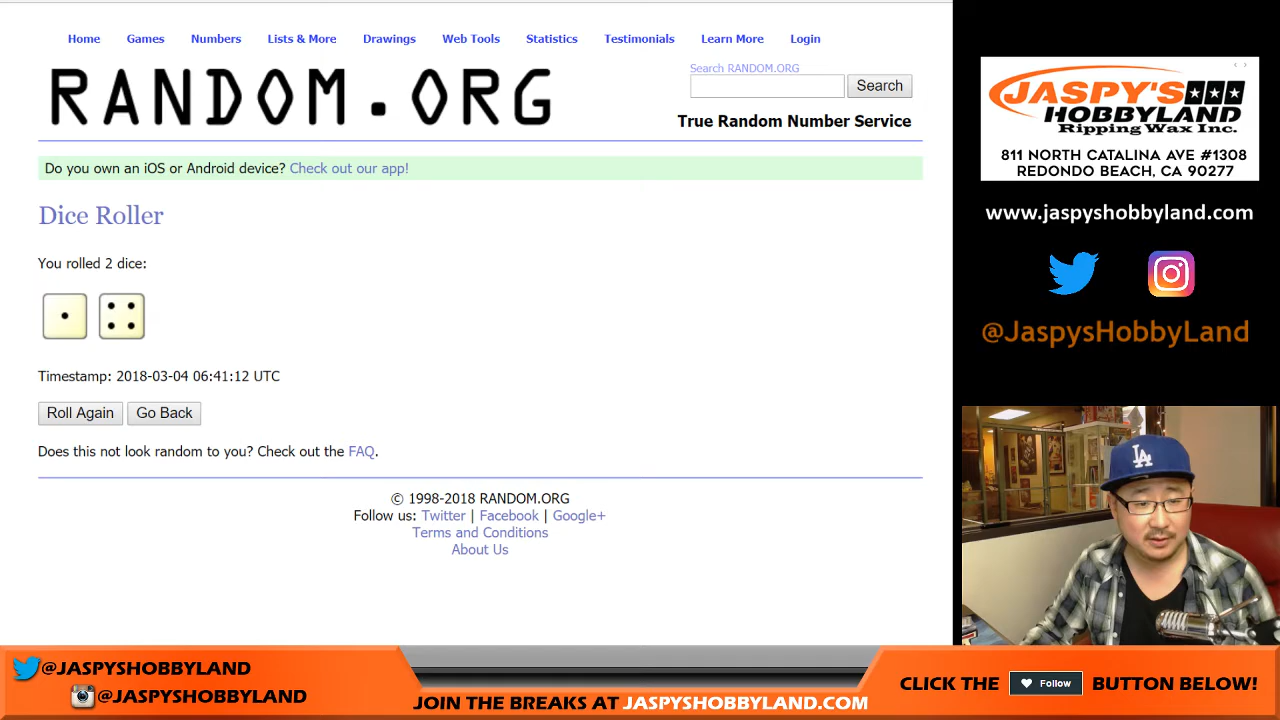 Home Games Numbers Lists & More Drawings Web Tools Statistics Testimonials Learn More Login
RANDOM.ORG
Search RANDOM.ORG
Search
True Random Number Service
Do you own an iOS or Android device? Check out our app!
Dice Roller
You rolled 2 dice:
Timestamp: 2018-03-04 06:41:12 UTC
Roll Again Go Back
Does this not look random to you? Check out the FAQ.
© 1998-2018 RANDOM.ORG
Follow us: Twitter | Facebook | Google+
Terms and Conditions
About Us
JASPY'S
HOBBYLAND
Ripping Wax Inc.
811 NORTH CATALINA AVE #1308
REDONDO BEACH, CA 90277
www.jaspyshobbyland.com
@JaspysHobbyLand
LA
@JASPYSHOBBYLAND
@JASPYSHOBBYLAND
JOIN THE BREAKS AT JASPYSHOBBYLAND.COM
CLICK THE Follow BUTTON BELOW!